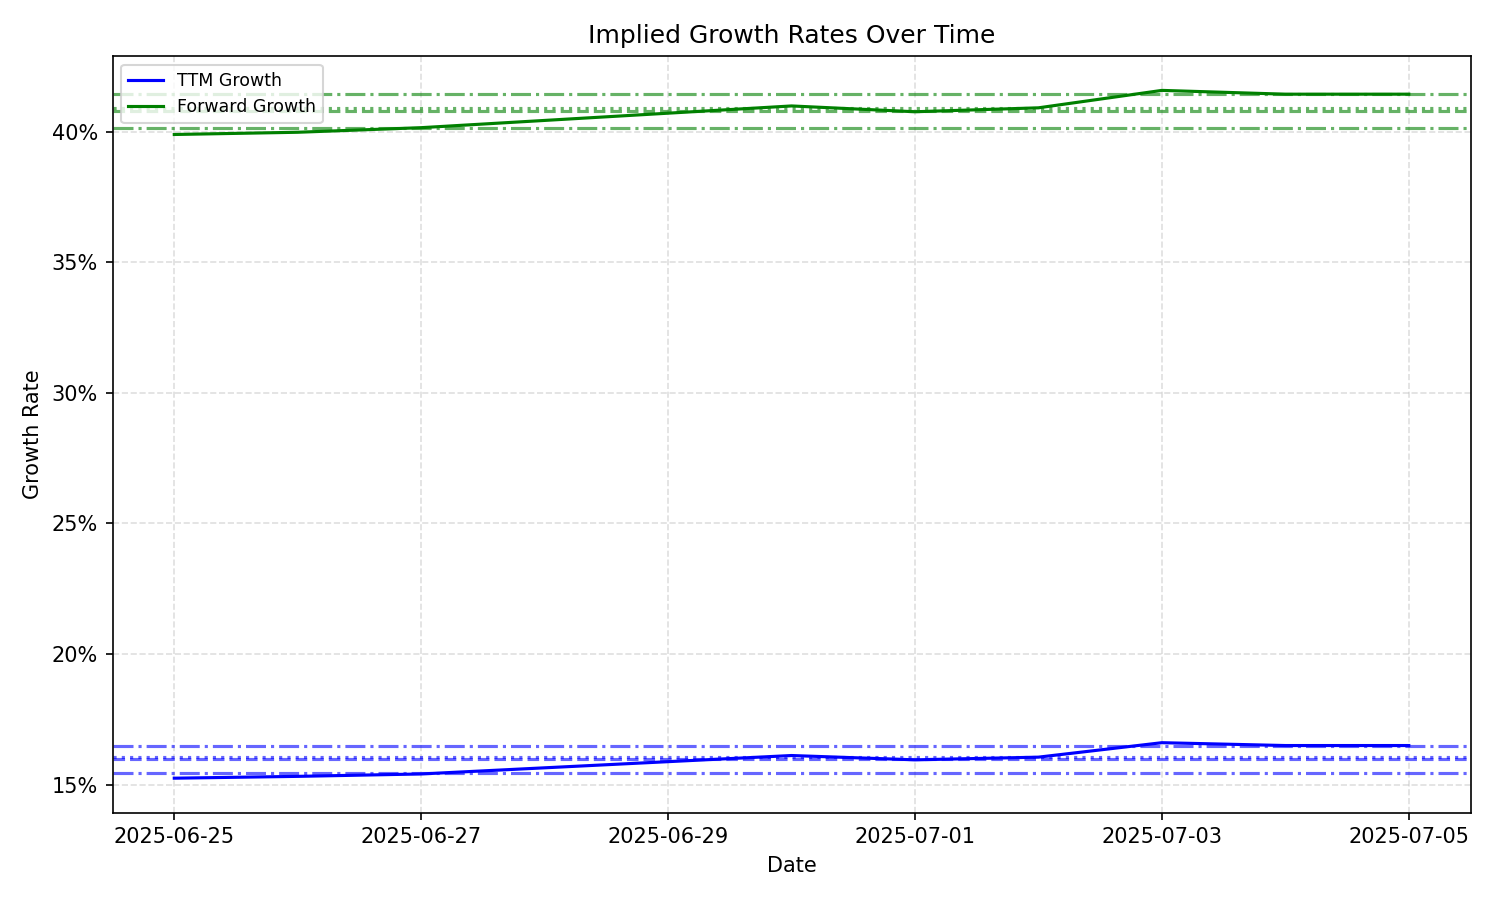 Implied Growth Rates Over Time
TTM Growth
Forward Growth
40%
35%
30%
25%
20%
15%
Growth Rate
2025-06-25
2025-06-27
2025-06-29
2025-07-01
2025-07-03
2025-07-05
Date